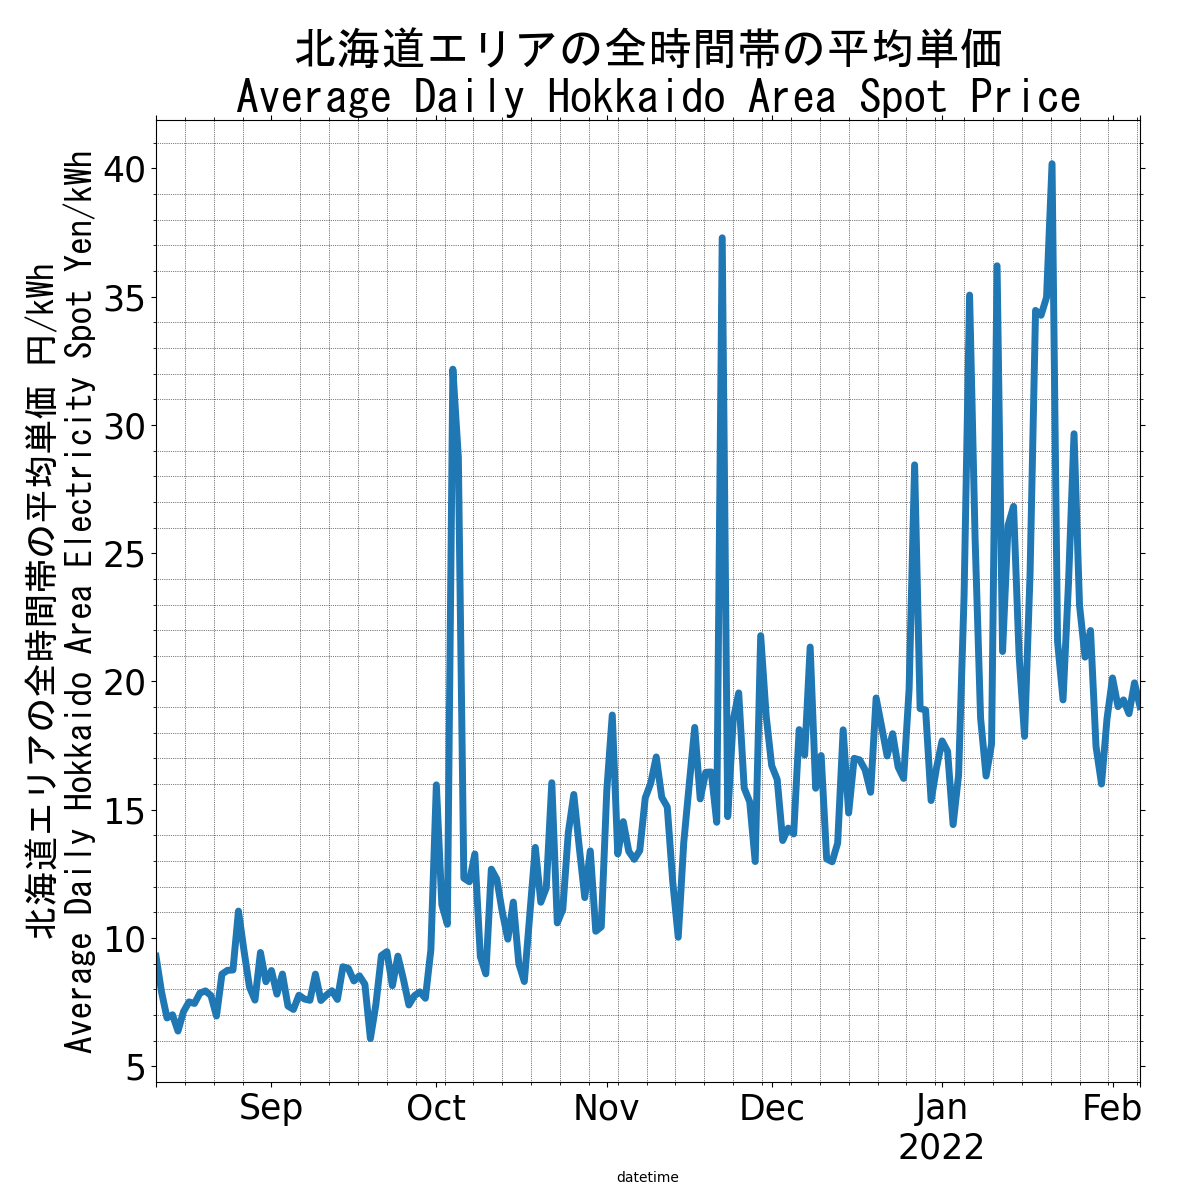 北海道エリアの全時間帯の平均単価
Average Daily Hokkaido Area Spot Price
北海道エリアの全時間帯の平均単価 円/kWh
Average Daily Hokkaido Area Electricity Spot Yen/kWh
40
35
30
25
20
15
10
5
Sep
Oct
Nov
Dec
Jan
2022
Feb
datetime